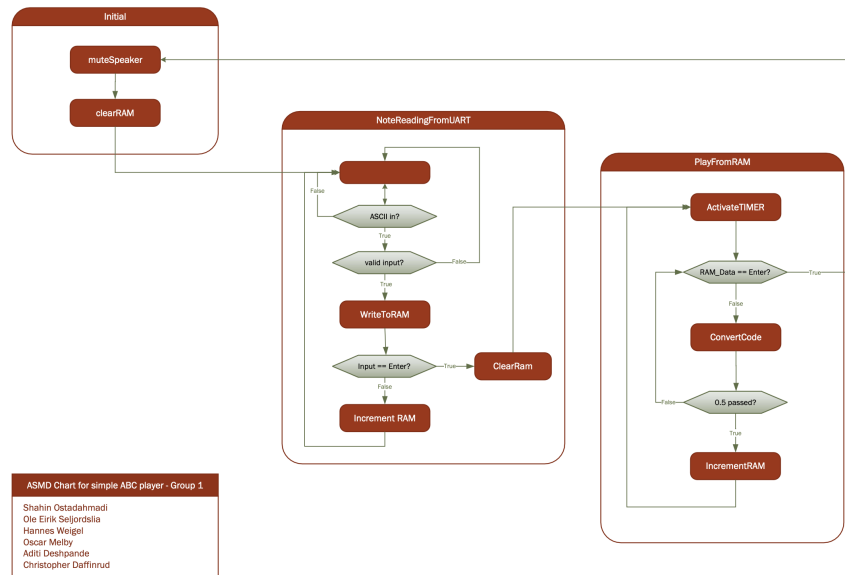 Initial
muteSpeaker
clearRAM
NoteReadingFromUART
False
ASCII in?
True
valid input?
False
True
WriteToRAM
Input == Enter?
True
ClearRam
False
Increment RAM
PlayFromRAM
ActivateTIMER
RAM_Data == Enter?
True
False
ConvertCode
0.5 passed?
False
True
IncrementRAM
ASMD Chart for simple ABC player - Group 1
Shahin Ostadahmadi
Ole Eirik Seljordslia
Hannes Weigel
Oscar Melby
Aditi Deshpande
Christopher Daffinrud